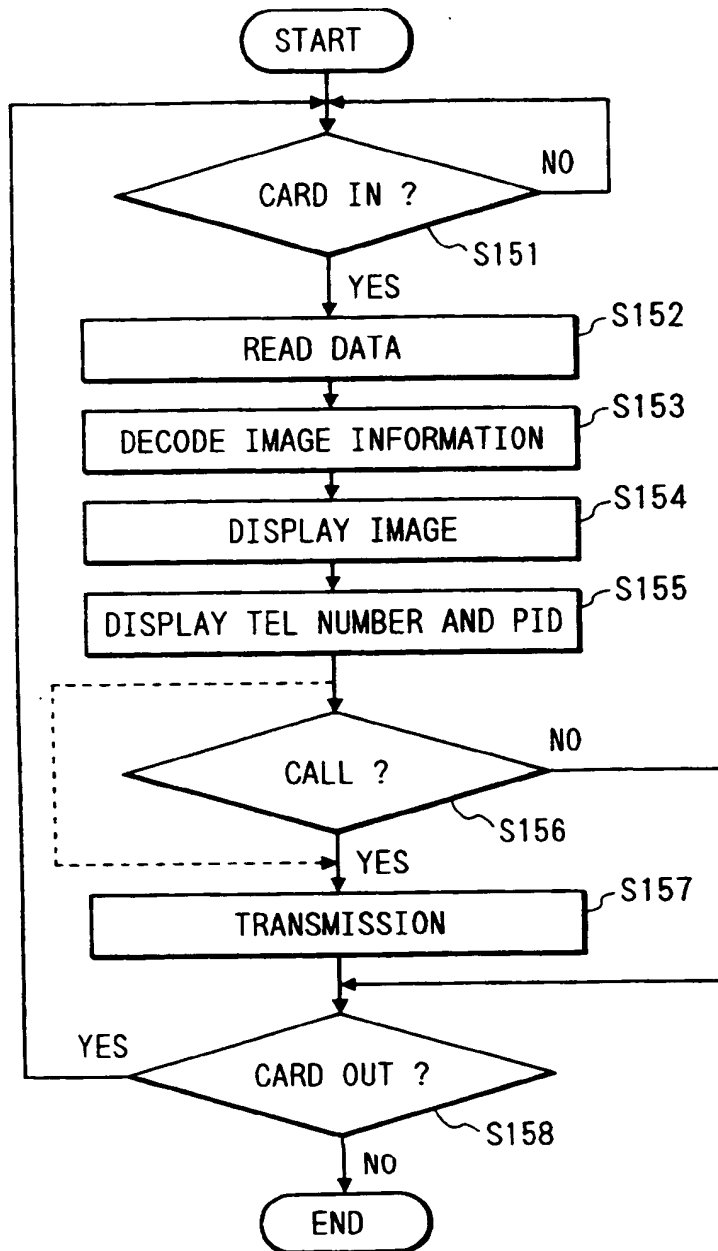 START
CARD IN ?
NO
S151
YES
READ DATA
S152
DECODE IMAGE INFORMATION
S153
DISPLAY IMAGE
S154
DISPLAY TEL NUMBER AND PID
S155
CALL ?
NO
S156
YES
TRANSMISSION
S157
YES
CARD OUT ?
S158
NO
END